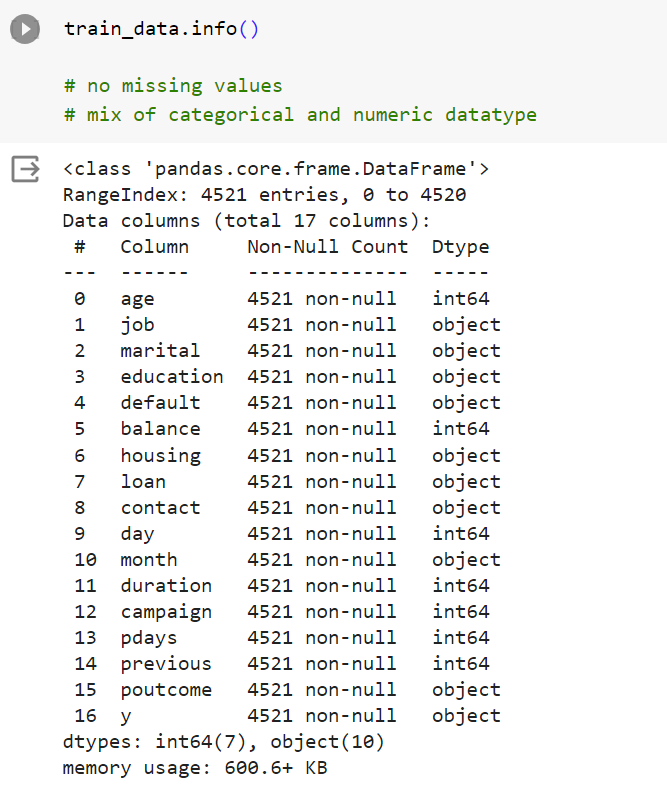 train_data.info()
# no missing values
# mix of categorical and numeric datatype
<class 'pandas.core.frame.DataFrame'>
RangeIndex: 4521 entries, 0 to 4520
Data columns (total 17 columns):
 #   Column     Non-Null Count  Dtype
---  ------     --------------  -----
 0   age        4521 non-null   int64
 1   job        4521 non-null   object
 2   marital    4521 non-null   object
 3   education  4521 non-null   object
 4   default    4521 non-null   object
 5   balance    4521 non-null   int64
 6   housing    4521 non-null   object
 7   loan       4521 non-null   object
 8   contact    4521 non-null   object
 9   day        4521 non-null   int64
 10  month      4521 non-null   object
 11  duration   4521 non-null   int64
 12  campaign   4521 non-null   int64
 13  pdays      4521 non-null   int64
 14  previous   4521 non-null   int64
 15  poutcome   4521 non-null   object
 16  y          4521 non-null   object
dtypes: int64(7), object(10)
memory usage: 600.6+ KB